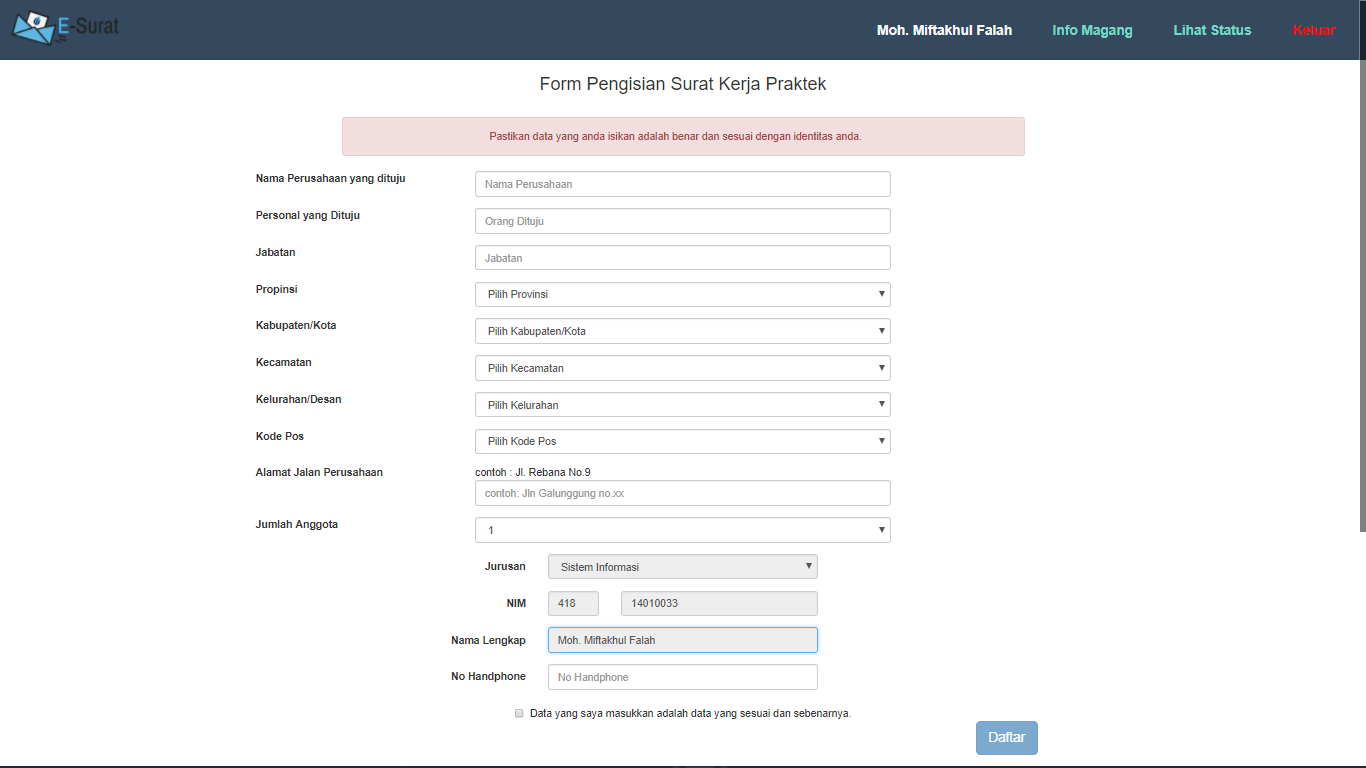 E-Surat
Moh. Miftakhul Falah Info Magang Lihat Status Keluar
Form Pengisian Surat Kerja Praktek
Pastikan data yang anda isikan adalah benar dan sesuai dengan identitas anda.
Nama Perusahaan yang dituju Nama Perusahaan
Personal yang Dituju Orang Dituju
Jabatan Jabatan
Propinsi Pilih Provinsi
Kabupaten/Kota Pilih Kabupaten/Kota
Kecamatan Pilih Kecamatan
Kelurahan/Desan Pilih Kelurahan
Kode Pos Pilih Kode Pos
Alamat Jalan Perusahaan contoh : Jl. Rebana No.9
contoh: Jln Galunggung no.xx
Jumlah Anggota 1
Jurusan Sistem Informasi
NIM 418 14010033
Nama Lengkap Moh. Miftakhul Falah
No Handphone No Handphone
Data yang saya masukkan adalah data yang sesuai dan sebenarnya.
Daftar